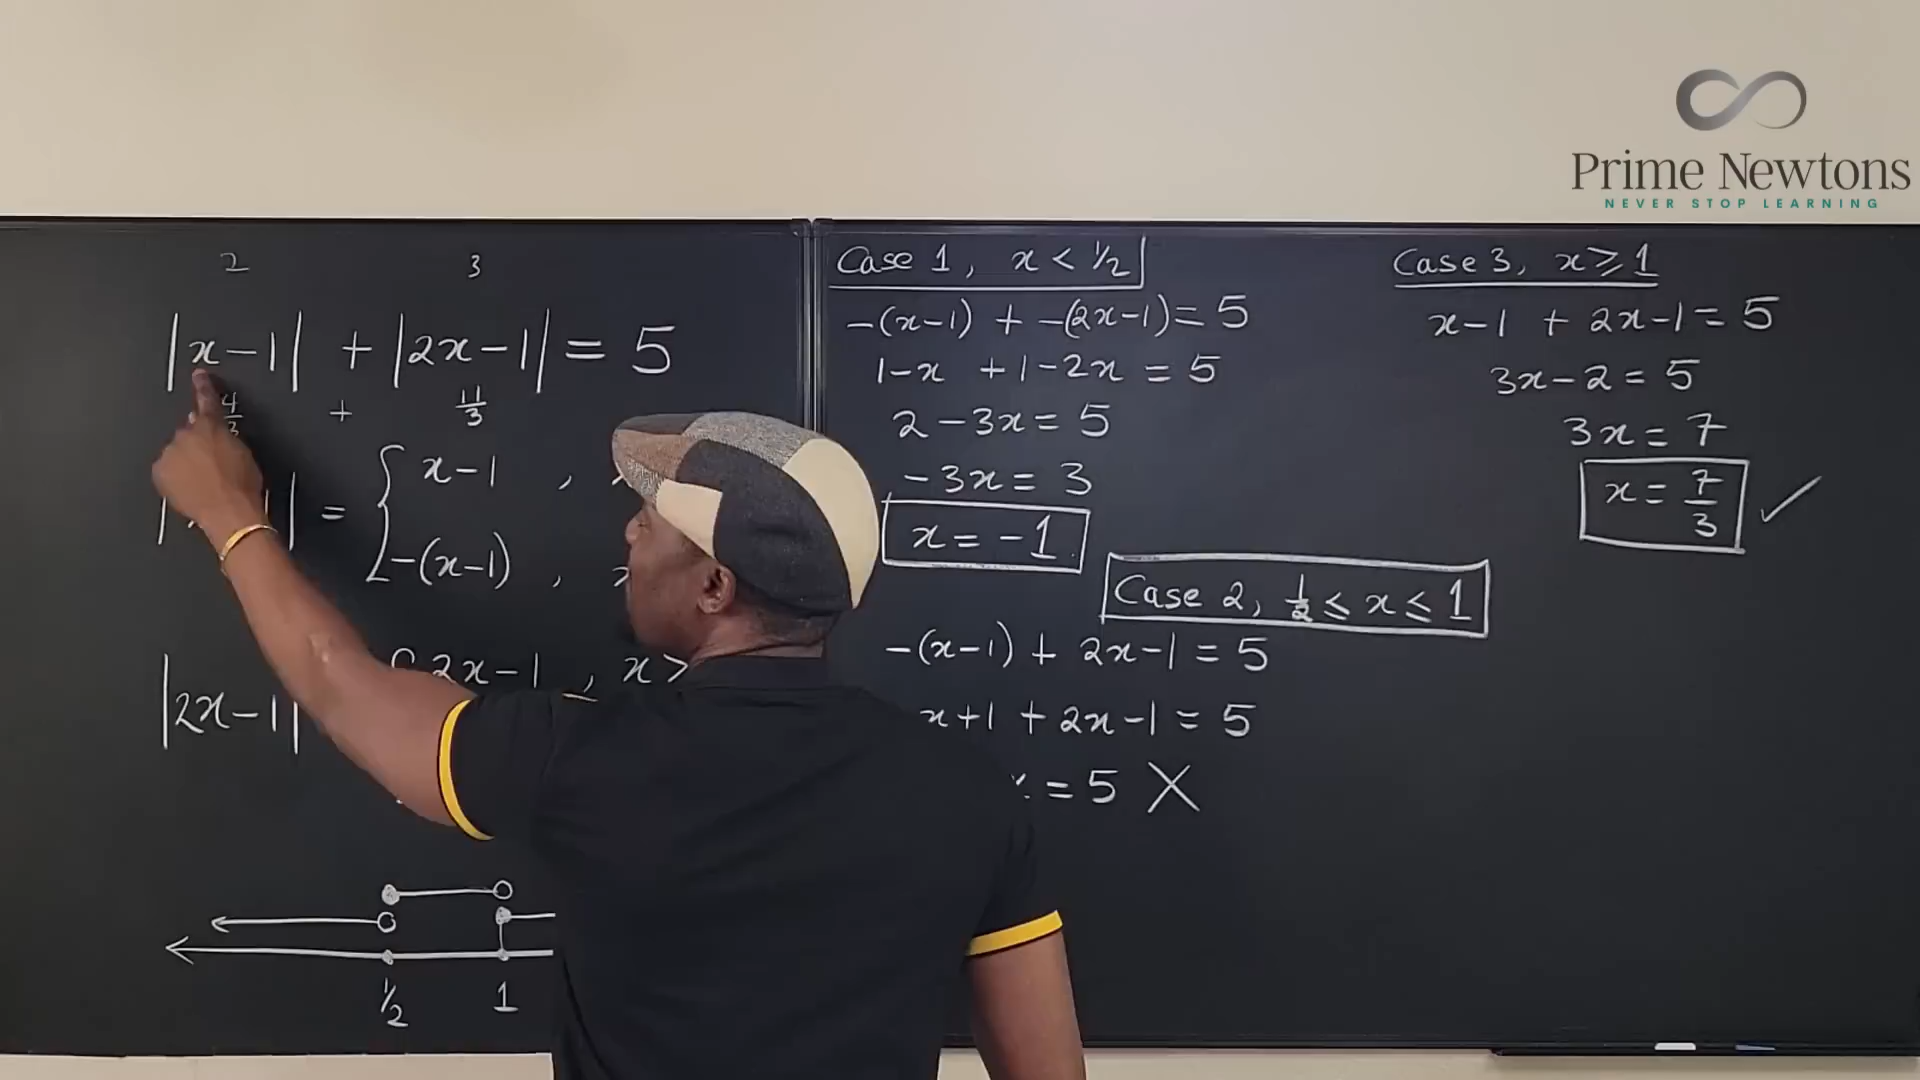 Prime Newtons
NEVER STOP LEARNING
2 3
|x-1| + |2x-1| = 5
4/3 + 11/3
| | = { x-1 ,
-(x-1) , x
|2x-1| 2x-1 , x>
1/2 1
Case 1, x < 1/2
-(x-1) + -(2x-1) = 5
1-x + 1-2x = 5
2 - 3x = 5
-3x = 3
x = -1
Case 2, 1/2 ≤ x ≤ 1
-(x-1) + 2x-1 = 5
x+1 + 2x-1 = 5
= 5 X
Case 3, x ≥ 1
x-1 + 2x-1 = 5
3x-2 = 5
3x = 7
x = 7/3 ✓